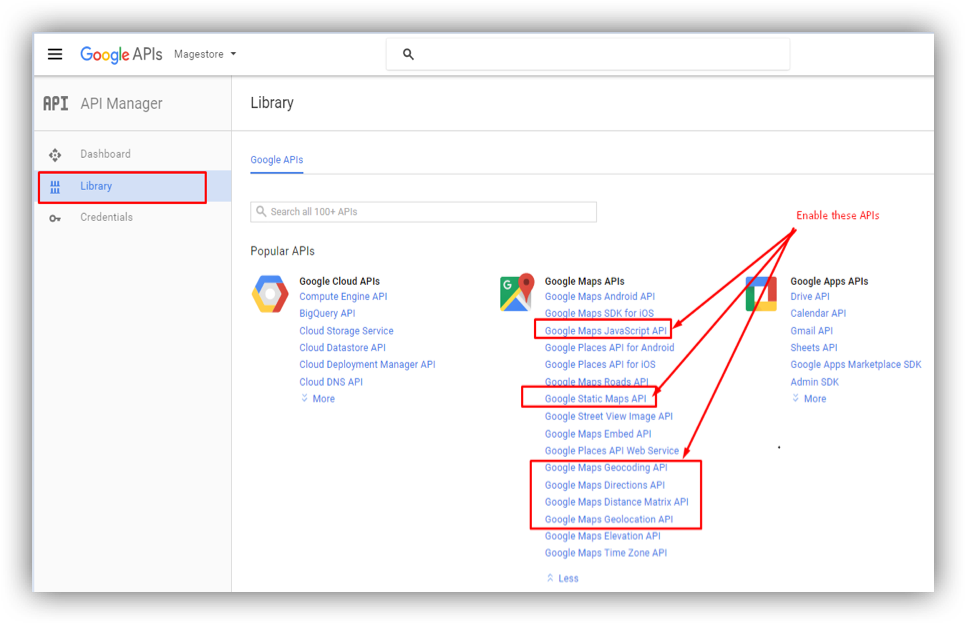 Google APIs Magestore
API API Manager
Library
Dashboard
Library
Credentials
Google APIs
Search all 100+ APIs
Enable these APIs
Popular APIs
Google Cloud APIs
Compute Engine API
BigQuery API
Cloud Storage Service
Cloud Datastore API
Cloud Deployment Manager API
Cloud DNS API
More
Google Maps APIs
Google Maps Android API
Google Maps SDK for iOS
Google Maps JavaScript API
Google Places API for Android
Google Places API for iOS
Google Maps Roads API
Google Static Maps API
Google Street View Image API
Google Maps Embed API
Google Places API Web Service
Google Maps Geocoding API
Google Maps Directions API
Google Maps Distance Matrix API
Google Maps Geolocation API
Google Maps Elevation API
Google Maps Time Zone API
Less
Google Apps APIs
Drive API
Calendar API
Gmail API
Sheets API
Google Apps Marketplace SDK
Admin SDK
More